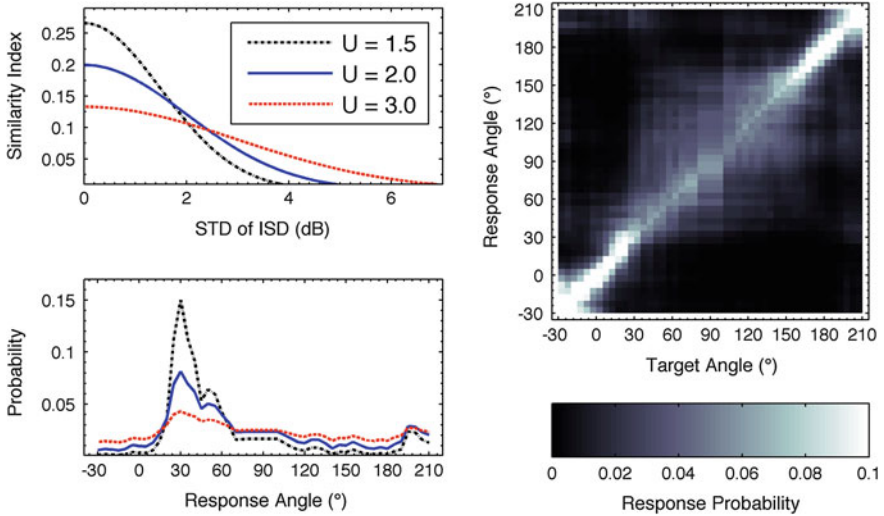 0.25
0.20
0.15
0.1
0.05
Similarity Index
U = 1.5
U = 2.0
U = 3.0
0 2 4 6
STD of ISD (dB)
0.15
0.1
0.05
Probability
-30 0 30 60 90 120 150 180 210
Response Angle (°)
210
180
150
120
90
60
30
0
-30
Response Angle (°)
-30 0 30 60 90 120 150 180 210
Target Angle (°)
0 0.02 0.04 0.06 0.08 0.1
Response Probability